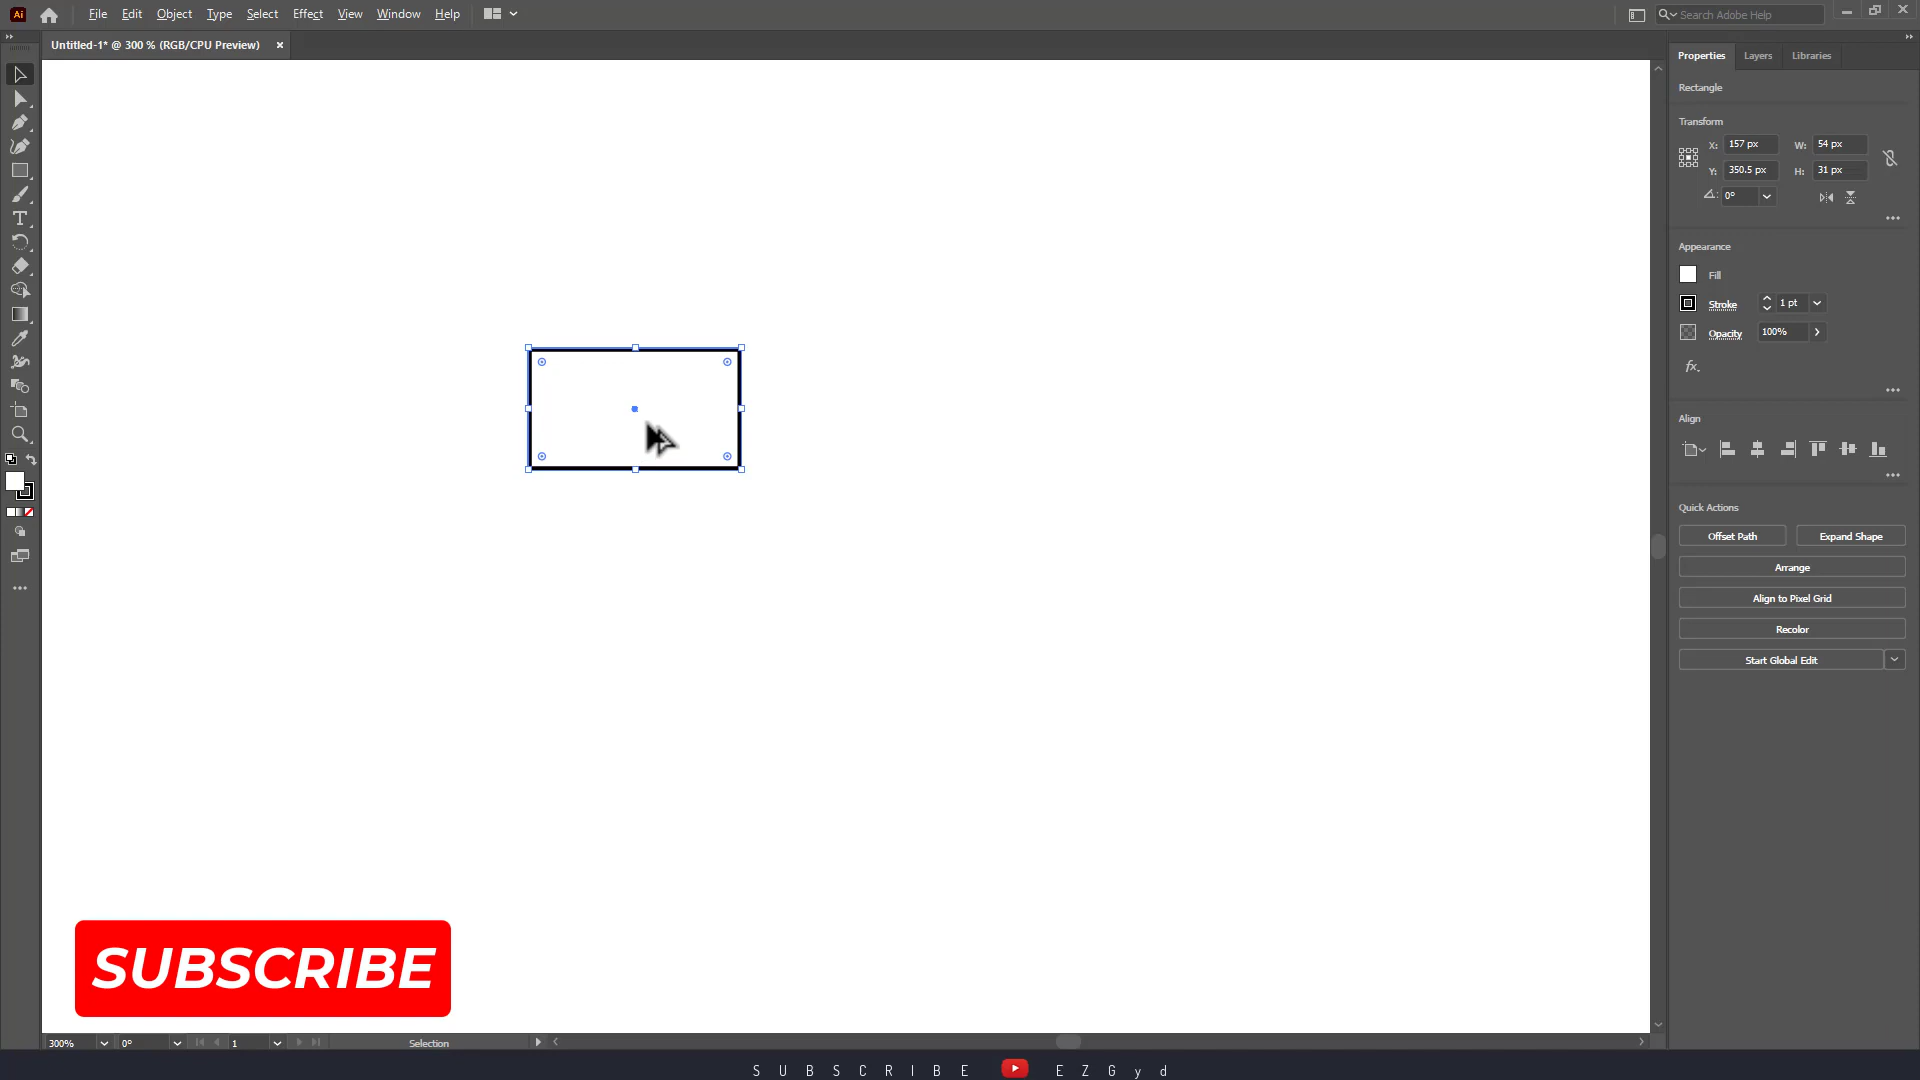 Ai File Edit Object Type Select Effect View Window Help Search Adobe Help
Untitled-1* @ 300 % (RGB/CPU Preview) ×
Properties Layers Libraries
Rectangle
Transform
X: 157 px W: 54 px
Y: 350.5 px H: 31 px
0°
Appearance
Fill
Stroke 1 pt
Opacity 100%
fx.
Align
Quick Actions
Offset Path Expand Shape
Arrange
Align to Pixel Grid
Recolor
Start Global Edit
SUBSCRIBE
300% 0° 1 Selection
SUBSCRIBE EZGyd